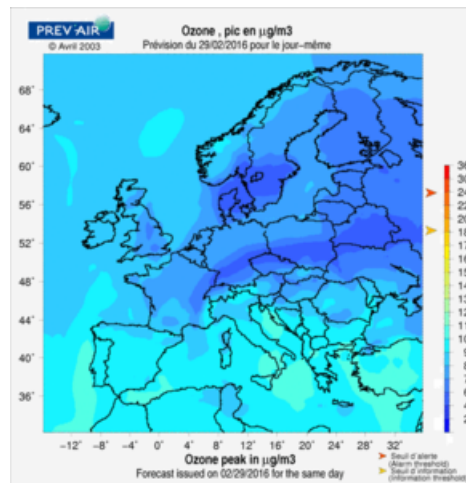 PREV'AIR
© Avril 2003
Ozone , pic en µg/m3
Prévision du 29/02/2016 pour le jour-même
68°
64°
60°
56°
52°
48°
44°
40°
36°
−12° −8° −4° 0° 4° 8° 12° 16° 20° 24° 28° 32°
Ozone peak in µg/m3
Forecast issued on 02/29/2016 for the same day
Seuil d'alerte
(Alarm threshold)
Seuil d'information
(Information threshold)